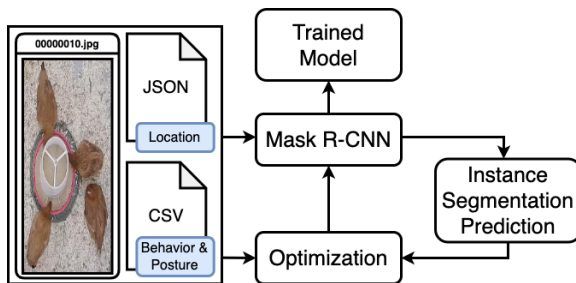 00000010.jpg
JSON
Location
CSV
Behavior &
Posture
Trained
Model
Mask R-CNN
Instance
Segmentation
Prediction
Optimization